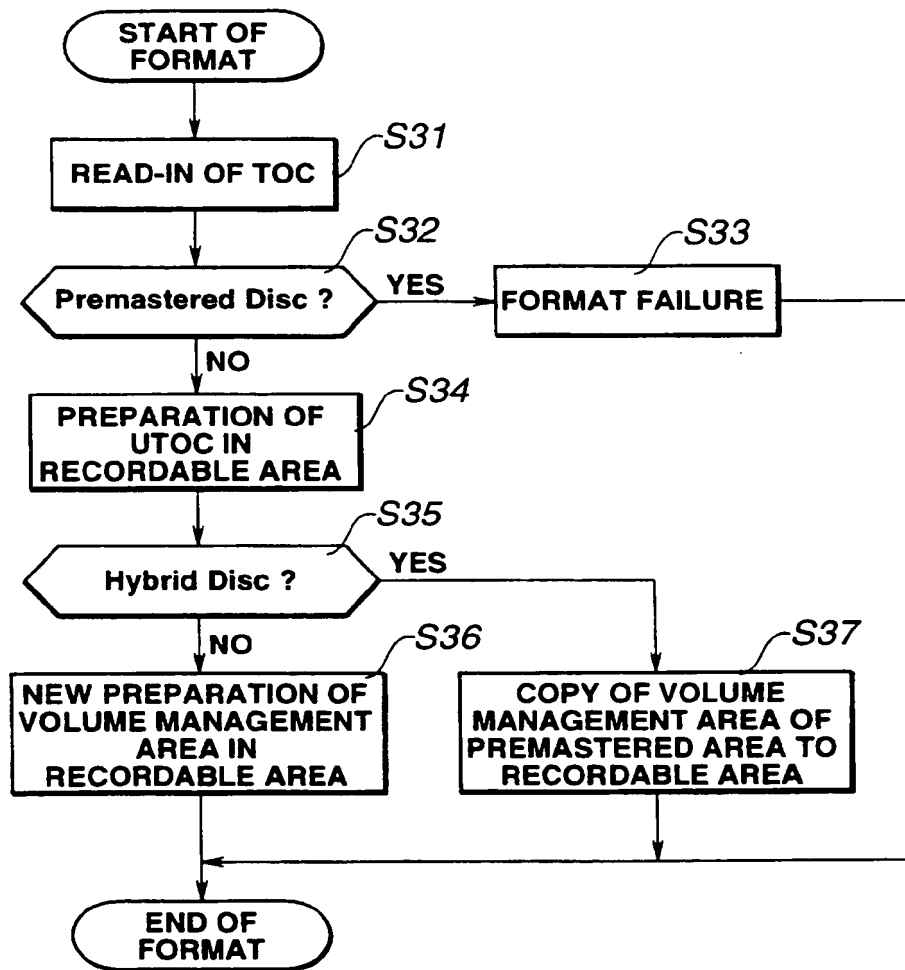 START OF
FORMAT
S31
READ-IN OF TOC
S32
Premastered Disc ?
YES
S33
FORMAT FAILURE
NO
S34
PREPARATION OF
UTOC IN
RECORDABLE AREA
S35
Hybrid Disc ?
YES
NO
S36
NEW PREPARATION OF
VOLUME MANAGEMENT
AREA IN
RECORDABLE AREA
S37
COPY OF VOLUME
MANAGEMENT AREA OF
PREMASTERED AREA TO
RECORDABLE AREA
END OF
FORMAT